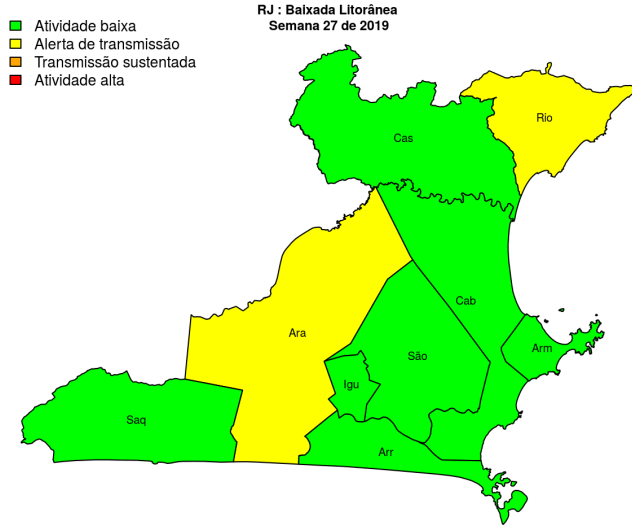 RJ : Baixada Litorânea
Semana 27 de 2019
Atividade baixa
Alerta de transmissão
Transmissão sustentada
Atividade alta
Rio
Cas
Cab
Ara
Arm
São
Igu
Saq
Arr